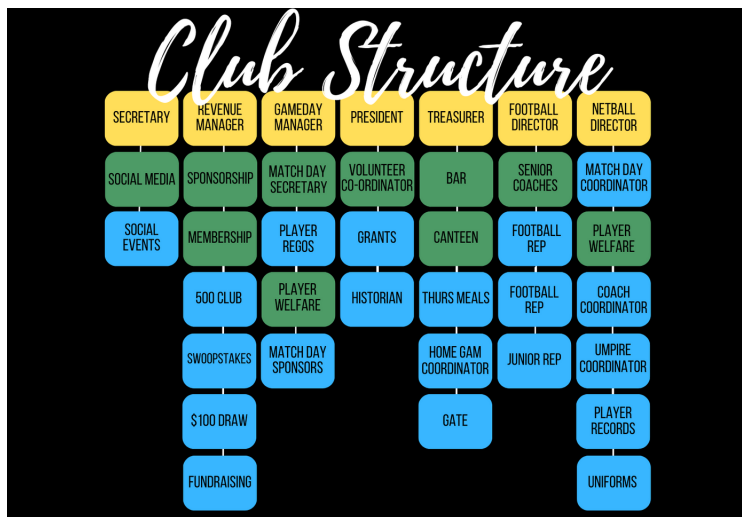 Club Structure
SECRETARY
REVENUE
MANAGER
GAMEDAY
MANAGER
PRESIDENT
TREASURER
FOOTBALL
DIRECTOR
NETBALL
DIRECTOR
SOCIAL MEDIA
SPONSORSHIP
MATCH DAY
SECRETARY
VOLUNTEER
CO-ORDINATOR
BAR
SENIOR
COACHES
MATCH DAY
COORDINATOR
SOCIAL
EVENTS
MEMBERSHIP
PLAYER
REGOS
GRANTS
CANTEEN
FOOTBALL
REP
PLAYER
WELFARE
500 CLUB
PLAYER
WELFARE
HISTORIAN
THURS MEALS
FOOTBALL
REP
COACH
COORDINATOR
SWOOPSTAKES
MATCH DAY
SPONSORS
HOME GAM
COORDINATOR
JUNIOR REP
UMPIRE
COORDINATOR
$100 DRAW
GATE
PLAYER
RECORDS
FUNDRAISING
UNIFORMS